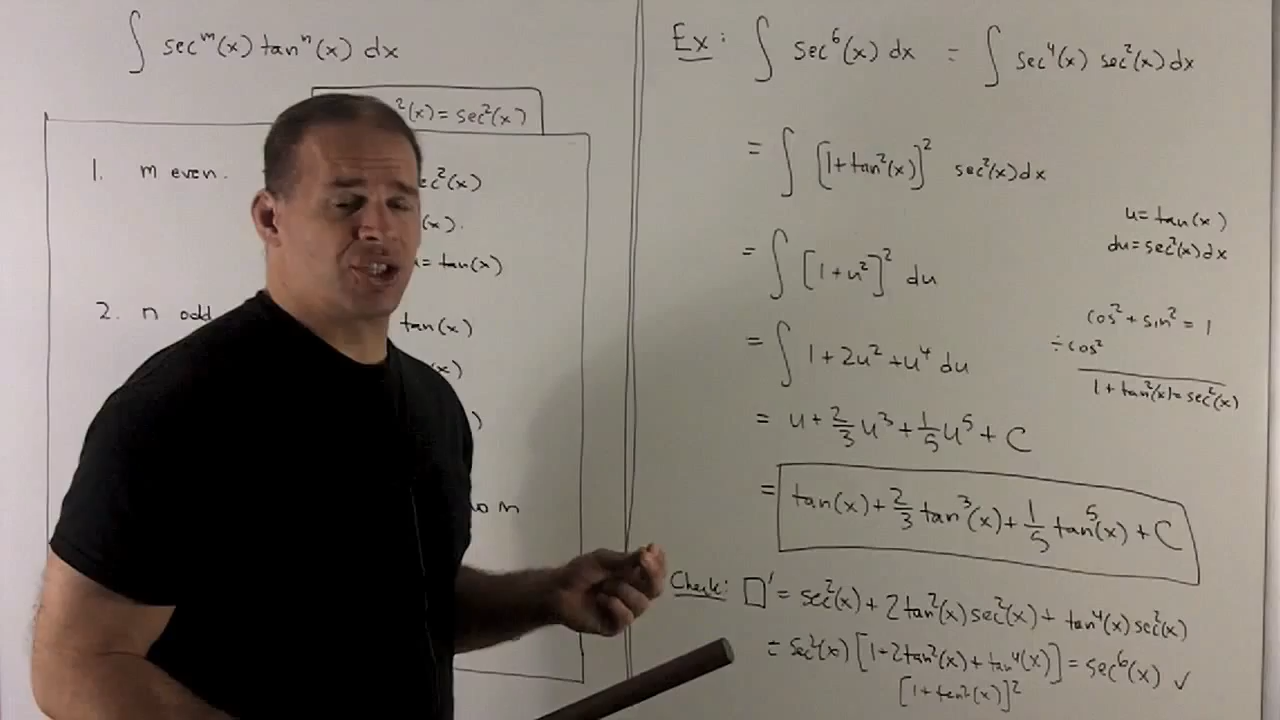 ∫ sec^m(x) tan^n(x) dx
²(x) = sec²(x)
1. m even. ec²(x)
(x).
= tan(x)
2. n odd tan(x)
(x)
)
to m
Ex: ∫ sec⁶(x) dx = ∫ sec⁴(x) sec²(x) dx
= ∫ [1+tan²(x)]² sec²(x) dx
u = tan(x)
du = sec²(x) dx
= ∫ [1+u²]² du
cos² + sin² = 1
÷cos²
1 + tan²(x) = sec²(x)
= ∫ 1 + 2u² + u⁴ du
= u + 2/3 u³ + 1/5 u⁵ + C
= tan(x) + 2/3 tan³(x) + 1/5 tan⁵(x) + C
Check: □' = sec²(x) + 2tan²(x) sec²(x) + tan⁴(x) sec²(x)
= sec²(x) [1+2tan²(x) + tan⁴(x)] = sec⁶(x) ✓
[1+tan²(x)]²